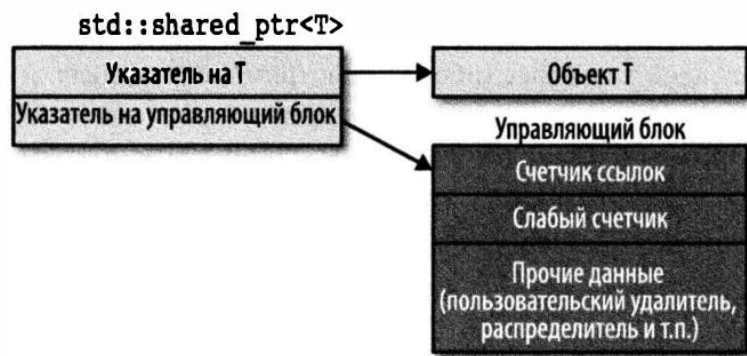 std::shared_ptr<T>
Указатель на T
Объект T
Указатель на управляющий блок
Управляющий блок
Счетчик ссылок
Слабый счетчик
Прочие данные
(пользовательский удалитель,
распределитель и т.п.)